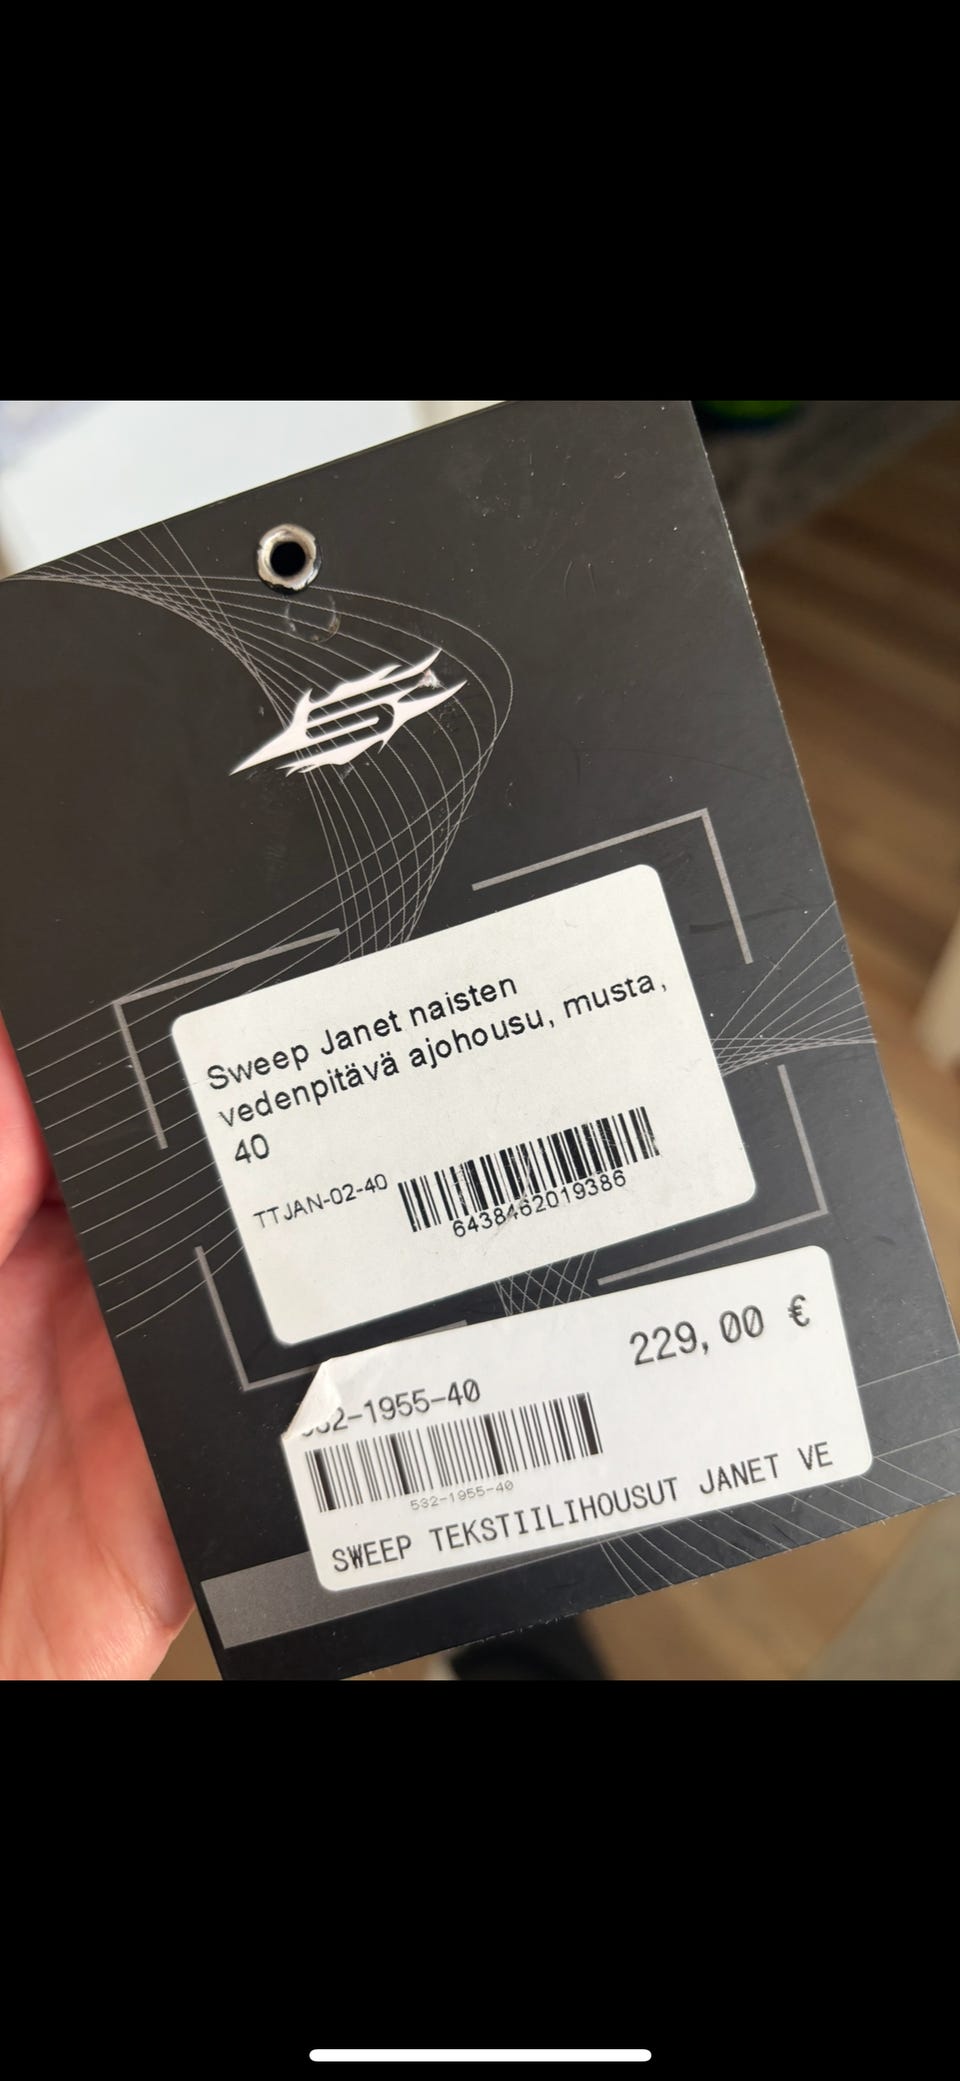 Sweep Janet naisten
vedenpitävä ajohousu, musta,
40
TTJAN-02-40
6438462019386
229,00 €
532-1955-40
532-1955-40
SWEEP TEKSTIILIHOUSUT JANET VE